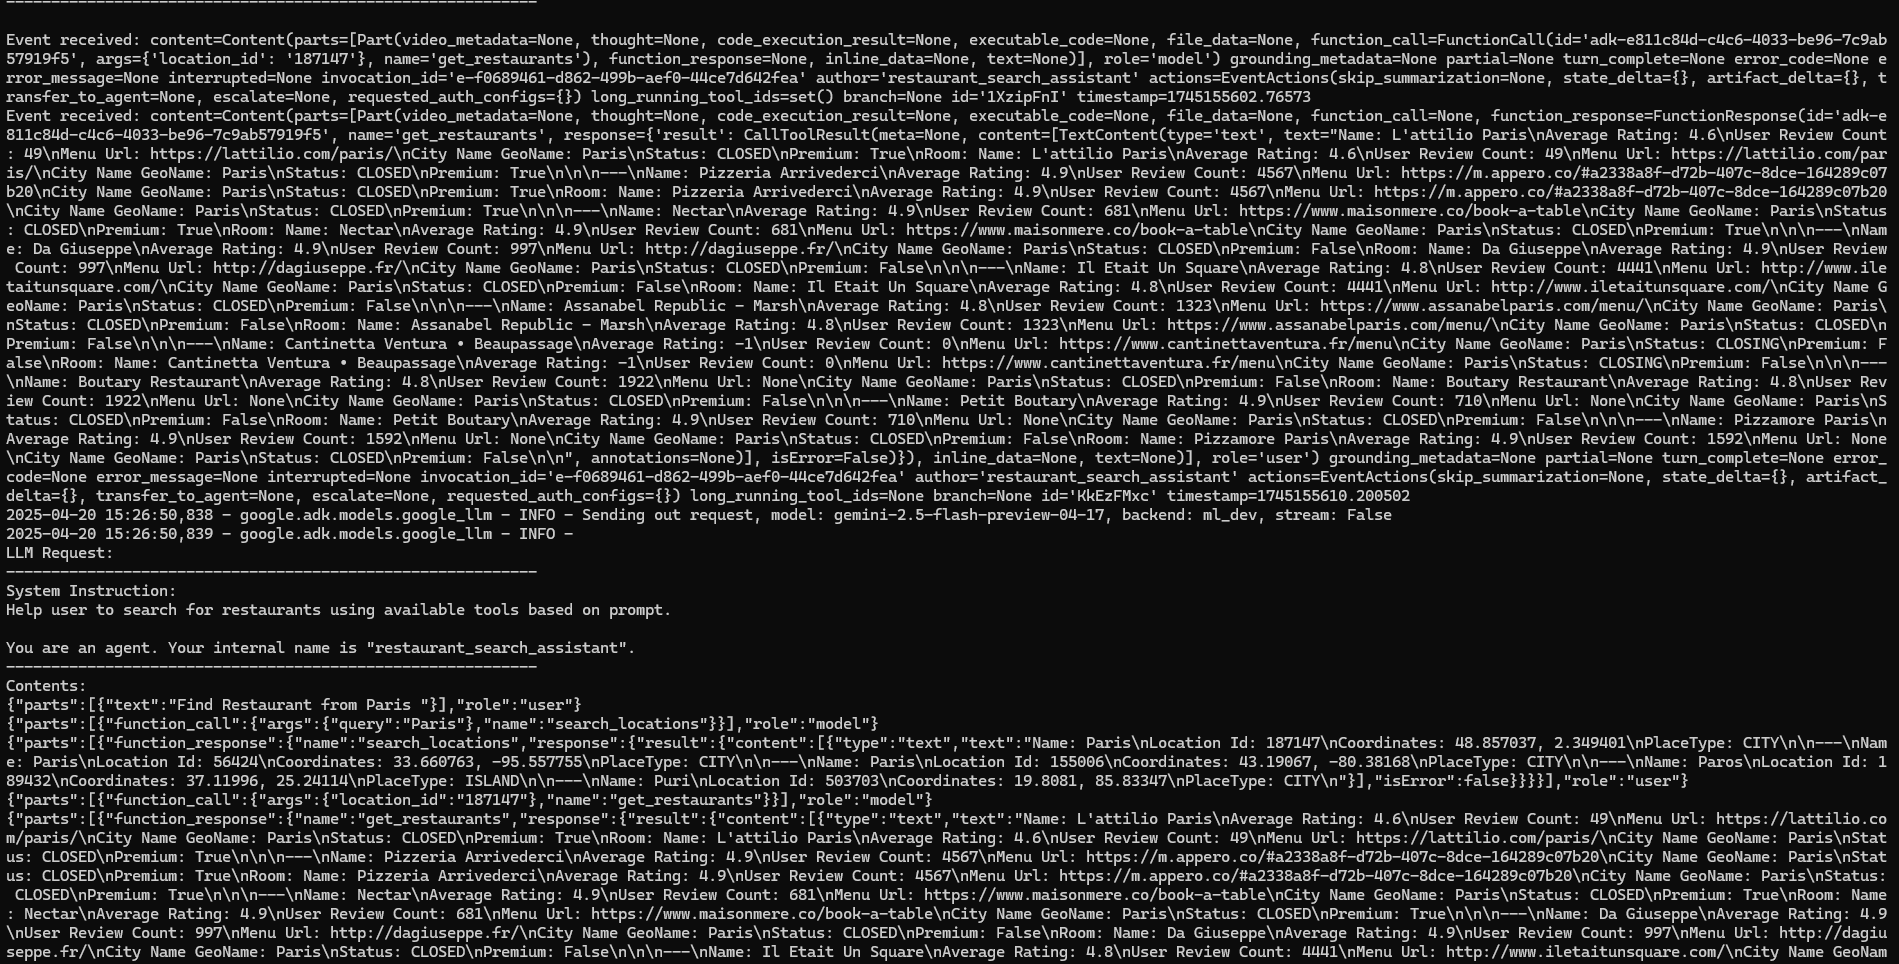 ------------------------------------------------------------
Event received: content=Content(parts=[Part(video_metadata=None, thought=None, code_execution_result=None, executable_code=None, file_data=None, function_call=FunctionCall(id='adk-e811c84d-c4c6-4033-be96-7c9ab
57919f5', args={'location_id': '187147'}, name='get_restaurants'), function_response=None, inline_data=None, text=None)], role='model') grounding_metadata=None partial=None turn_complete=None error_code=None e
rror_message=None interrupted=None invocation_id='e-f0689461-d862-499b-aef0-44ce7d642fea' author='restaurant_search_assistant' actions=EventActions(skip_summarization=None, state_delta={}, artifact_delta={}, t
ransfer_to_agent=None, escalate=None, requested_auth_configs={}) long_running_tool_ids=set() branch=None id='1XzipFnI' timestamp=1745155602.76573
Event received: content=Content(parts=[Part(video_metadata=None, thought=None, code_execution_result=None, executable_code=None, file_data=None, function_call=None, function_response=FunctionResponse(id='adk-e
811c84d-c4c6-4033-be96-7c9ab57919f5', name='get_restaurants', response={'result': CallToolResult(meta=None, content=[TextContent(type='text', text="Name: L'attilio Paris\nAverage Rating: 4.6\nUser Review Count
: 49\nMenu Url: https://lattilio.com/paris/\nCity Name GeoName: Paris\nStatus: CLOSED\nPremium: True\nRoom: Name: L'attilio Paris\nAverage Rating: 4.6\nUser Review Count: 49\nMenu Url: https://lattilio.com/par
is/\nCity Name GeoName: Paris\nStatus: CLOSED\nPremium: True\n\n\n---\nName: Pizzeria Arrivederci\nAverage Rating: 4.9\nUser Review Count: 4567\nMenu Url: https://m.appero.co/#a2338a8f-d72b-407c-8dce-164289c07
b20\nCity Name GeoName: Paris\nStatus: CLOSED\nPremium: True\nRoom: Name: Pizzeria Arrivederci\nAverage Rating: 4.9\nUser Review Count: 4567\nMenu Url: https://m.appero.co/#a2338a8f-d72b-407c-8dce-164289c07b20
\nCity Name GeoName: Paris\nStatus: CLOSED\nPremium: True\n\n\n---\nName: Nectar\nAverage Rating: 4.9\nUser Review Count: 681\nMenu Url: https://www.maisonmere.co/book-a-table\nCity Name GeoName: Paris\nStatus
: CLOSED\nPremium: True\nRoom: Name: Nectar\nAverage Rating: 4.9\nUser Review Count: 681\nMenu Url: https://www.maisonmere.co/book-a-table\nCity Name GeoName: Paris\nStatus: CLOSED\nPremium: True\n\n\n---\nNam
e: Da Giuseppe\nAverage Rating: 4.9\nUser Review Count: 997\nMenu Url: http://dagiuseppe.fr/\nCity Name GeoName: Paris\nStatus: CLOSED\nPremium: False\nRoom: Name: Da Giuseppe\nAverage Rating: 4.9\nUser Review
 Count: 997\nMenu Url: http://dagiuseppe.fr/\nCity Name GeoName: Paris\nStatus: CLOSED\nPremium: False\n\n\n---\nName: Il Etait Un Square\nAverage Rating: 4.8\nUser Review Count: 4441\nMenu Url: http://www.ile
taitunsquare.com/\nCity Name GeoName: Paris\nStatus: CLOSED\nPremium: False\nRoom: Name: Il Etait Un Square\nAverage Rating: 4.8\nUser Review Count: 4441\nMenu Url: http://www.iletaitunsquare.com/\nCity Name G
eoName: Paris\nStatus: CLOSED\nPremium: False\n\n\n---\nName: Assanabel Republic - Marsh\nAverage Rating: 4.8\nUser Review Count: 1323\nMenu Url: https://www.assanabelparis.com/menu/\nCity Name GeoName: Paris\
nStatus: CLOSED\nPremium: False\nRoom: Name: Assanabel Republic - Marsh\nAverage Rating: 4.8\nUser Review Count: 1323\nMenu Url: https://www.assanabelparis.com/menu/\nCity Name GeoName: Paris\nStatus: CLOSED\n
Premium: False\n\n\n---\nName: Cantinetta Ventura • Beaupassage\nAverage Rating: -1\nUser Review Count: 0\nMenu Url: https://www.cantinettaventura.fr/menu\nCity Name GeoName: Paris\nStatus: CLOSING\nPremium: F
alse\nRoom: Name: Cantinetta Ventura • Beaupassage\nAverage Rating: -1\nUser Review Count: 0\nMenu Url: https://www.cantinettaventura.fr/menu\nCity Name GeoName: Paris\nStatus: CLOSING\nPremium: False\n\n\n---
\nName: Boutary Restaurant\nAverage Rating: 4.8\nUser Review Count: 1922\nMenu Url: None\nCity Name GeoName: Paris\nStatus: CLOSED\nPremium: False\nRoom: Name: Boutary Restaurant\nAverage Rating: 4.8\nUser Rev
iew Count: 1922\nMenu Url: None\nCity Name GeoName: Paris\nStatus: CLOSED\nPremium: False\n\n\n---\nName: Petit Boutary\nAverage Rating: 4.9\nUser Review Count: 710\nMenu Url: None\nCity Name GeoName: Paris\nS
tatus: CLOSED\nPremium: False\nRoom: Name: Petit Boutary\nAverage Rating: 4.9\nUser Review Count: 710\nMenu Url: None\nCity Name GeoName: Paris\nStatus: CLOSED\nPremium: False\n\n\n---\nName: Pizzamore Paris\n
Average Rating: 4.9\nUser Review Count: 1592\nMenu Url: None\nCity Name GeoName: Paris\nStatus: CLOSED\nPremium: False\nRoom: Name: Pizzamore Paris\nAverage Rating: 4.9\nUser Review Count: 1592\nMenu Url: None
\nCity Name GeoName: Paris\nStatus: CLOSED\nPremium: False\n\n", annotations=None)], isError=False)}), inline_data=None, text=None)], role='user') grounding_metadata=None partial=None turn_complete=None error_
code=None error_message=None interrupted=None invocation_id='e-f0689461-d862-499b-aef0-44ce7d642fea' author='restaurant_search_assistant' actions=EventActions(skip_summarization=None, state_delta={}, artifact_
delta={}, transfer_to_agent=None, escalate=None, requested_auth_configs={}) long_running_tool_ids=None branch=None id='KkEzFMxc' timestamp=1745155610.200502
2025-04-20 15:26:50,838 - google.adk.models.google_llm - INFO - Sending out request, model: gemini-2.5-flash-preview-04-17, backend: ml_dev, stream: False
2025-04-20 15:26:50,839 - google.adk.models.google_llm - INFO -
LLM Request:
------------------------------------------------------------
System Instruction:
Help user to search for restaurants using available tools based on prompt.
You are an agent. Your internal name is "restaurant_search_assistant".
------------------------------------------------------------
Contents:
{"parts":[{"text":"Find Restaurant from Paris "}],"role":"user"}
{"parts":[{"function_call":{"args":{"query":"Paris"},"name":"search_locations"}}],"role":"model"}
{"parts":[{"function_response":{"name":"search_locations","response":{"result":{"content":[{"type":"text","text":"Name: Paris\nLocation Id: 187147\nCoordinates: 48.857037, 2.349401\nPlaceType: CITY\n\n---\nNam
e: Paris\nLocation Id: 56424\nCoordinates: 33.660763, -95.557755\nPlaceType: CITY\n\n---\nName: Paris\nLocation Id: 155006\nCoordinates: 43.19067, -80.38168\nPlaceType: CITY\n\n---\nName: Paros\nLocation Id: 1
89432\nCoordinates: 37.11996, 25.24114\nPlaceType: ISLAND\n\n---\nName: Puri\nLocation Id: 503703\nCoordinates: 19.8081, 85.83347\nPlaceType: CITY\n"}],"isError":false}}}}],"role":"user"}
{"parts":[{"function_call":{"args":{"location_id":"187147"},"name":"get_restaurants"}}],"role":"model"}
{"parts":[{"function_response":{"name":"get_restaurants","response":{"result":{"content":[{"type":"text","text":"Name: L'attilio Paris\nAverage Rating: 4.6\nUser Review Count: 49\nMenu Url: https://lattilio.co
m/paris/\nCity Name GeoName: Paris\nStatus: CLOSED\nPremium: True\nRoom: Name: L'attilio Paris\nAverage Rating: 4.6\nUser Review Count: 49\nMenu Url: https://lattilio.com/paris/\nCity Name GeoName: Paris\nStat
us: CLOSED\nPremium: True\n\n\n---\nName: Pizzeria Arrivederci\nAverage Rating: 4.9\nUser Review Count: 4567\nMenu Url: https://m.appero.co/#a2338a8f-d72b-407c-8dce-164289c07b20\nCity Name GeoName: Paris\nStat
us: CLOSED\nPremium: True\nRoom: Name: Pizzeria Arrivederci\nAverage Rating: 4.9\nUser Review Count: 4567\nMenu Url: https://m.appero.co/#a2338a8f-d72b-407c-8dce-164289c07b20\nCity Name GeoName: Paris\nStatus:
 CLOSED\nPremium: True\n\n\n---\nName: Nectar\nAverage Rating: 4.9\nUser Review Count: 681\nMenu Url: https://www.maisonmere.co/book-a-table\nCity Name GeoName: Paris\nStatus: CLOSED\nPremium: True\nRoom: Name
: Nectar\nAverage Rating: 4.9\nUser Review Count: 681\nMenu Url: https://www.maisonmere.co/book-a-table\nCity Name GeoName: Paris\nStatus: CLOSED\nPremium: True\n\n\n---\nName: Da Giuseppe\nAverage Rating: 4.9
\nUser Review Count: 997\nMenu Url: http://dagiuseppe.fr/\nCity Name GeoName: Paris\nStatus: CLOSED\nPremium: False\nRoom: Name: Da Giuseppe\nAverage Rating: 4.9\nUser Review Count: 997\nMenu Url: http://dagiu
seppe.fr/\nCity Name GeoName: Paris\nStatus: CLOSED\nPremium: False\n\n\n---\nName: Il Etait Un Square\nAverage Rating: 4.8\nUser Review Count: 4441\nMenu Url: http://www.iletaitunsquare.com/\nCity Name GeoNam